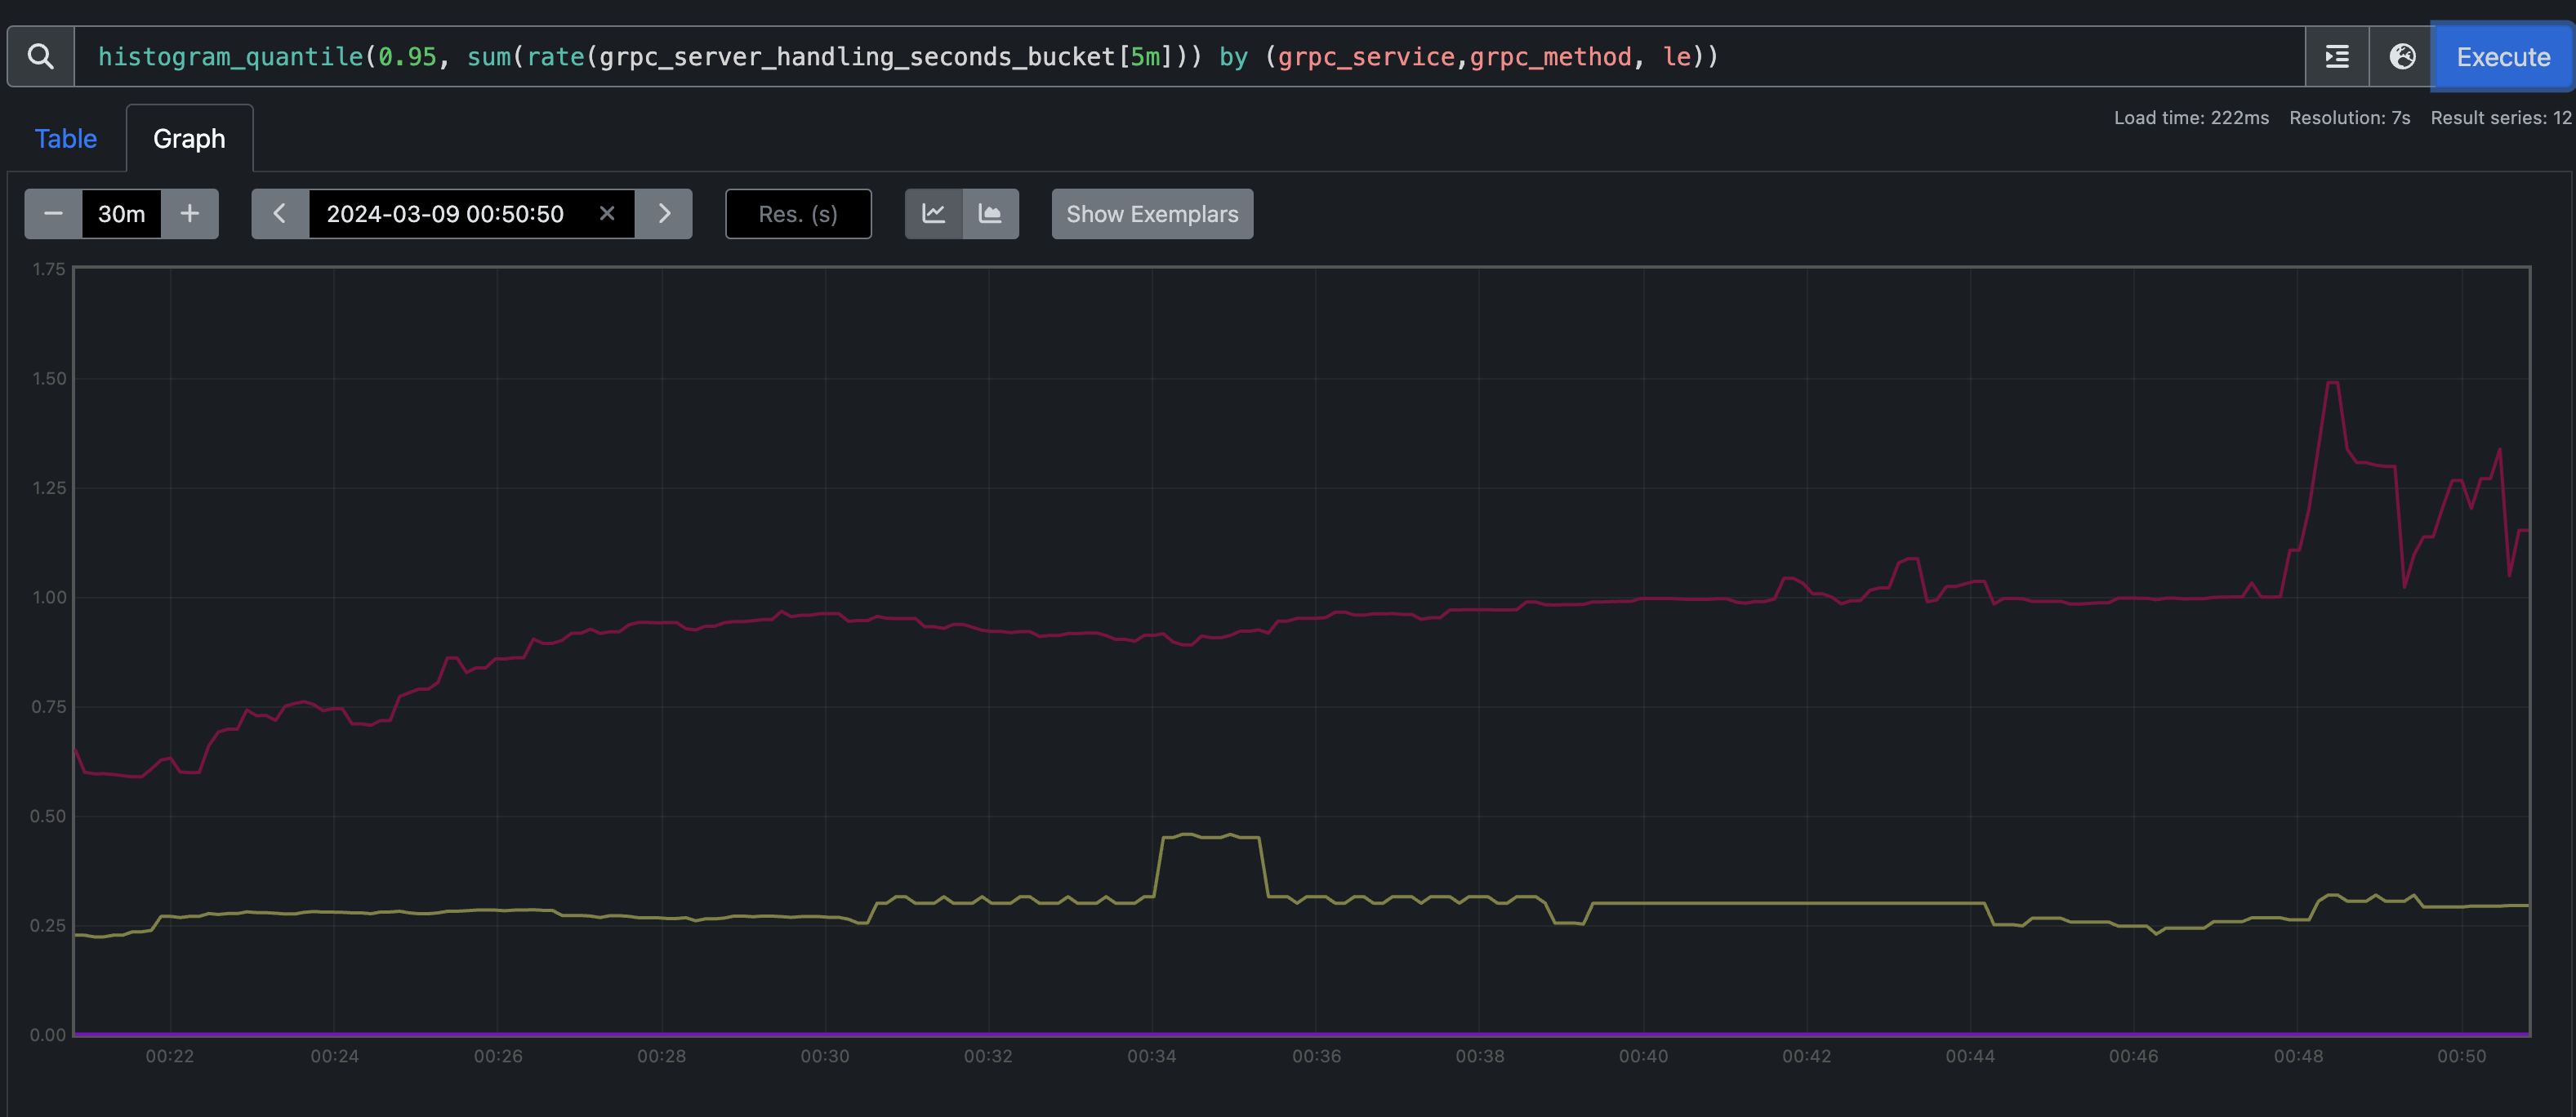 histogram_quantile(0.95, sum(rate(grpc_server_handling_seconds_bucket[5m])) by (grpc_service,grpc_method, le))
Execute
Table
Graph
Load time: 222ms Resolution: 7s Result series: 12
30m
2024-03-09 00:50:50
Res. (s)
Show Exemplars
1.75
1.50
1.25
1.00
0.75
0.50
0.25
0.00
00:22 00:24 00:26 00:28 00:30 00:32 00:34 00:36 00:38 00:40 00:42 00:44 00:46 00:48 00:50